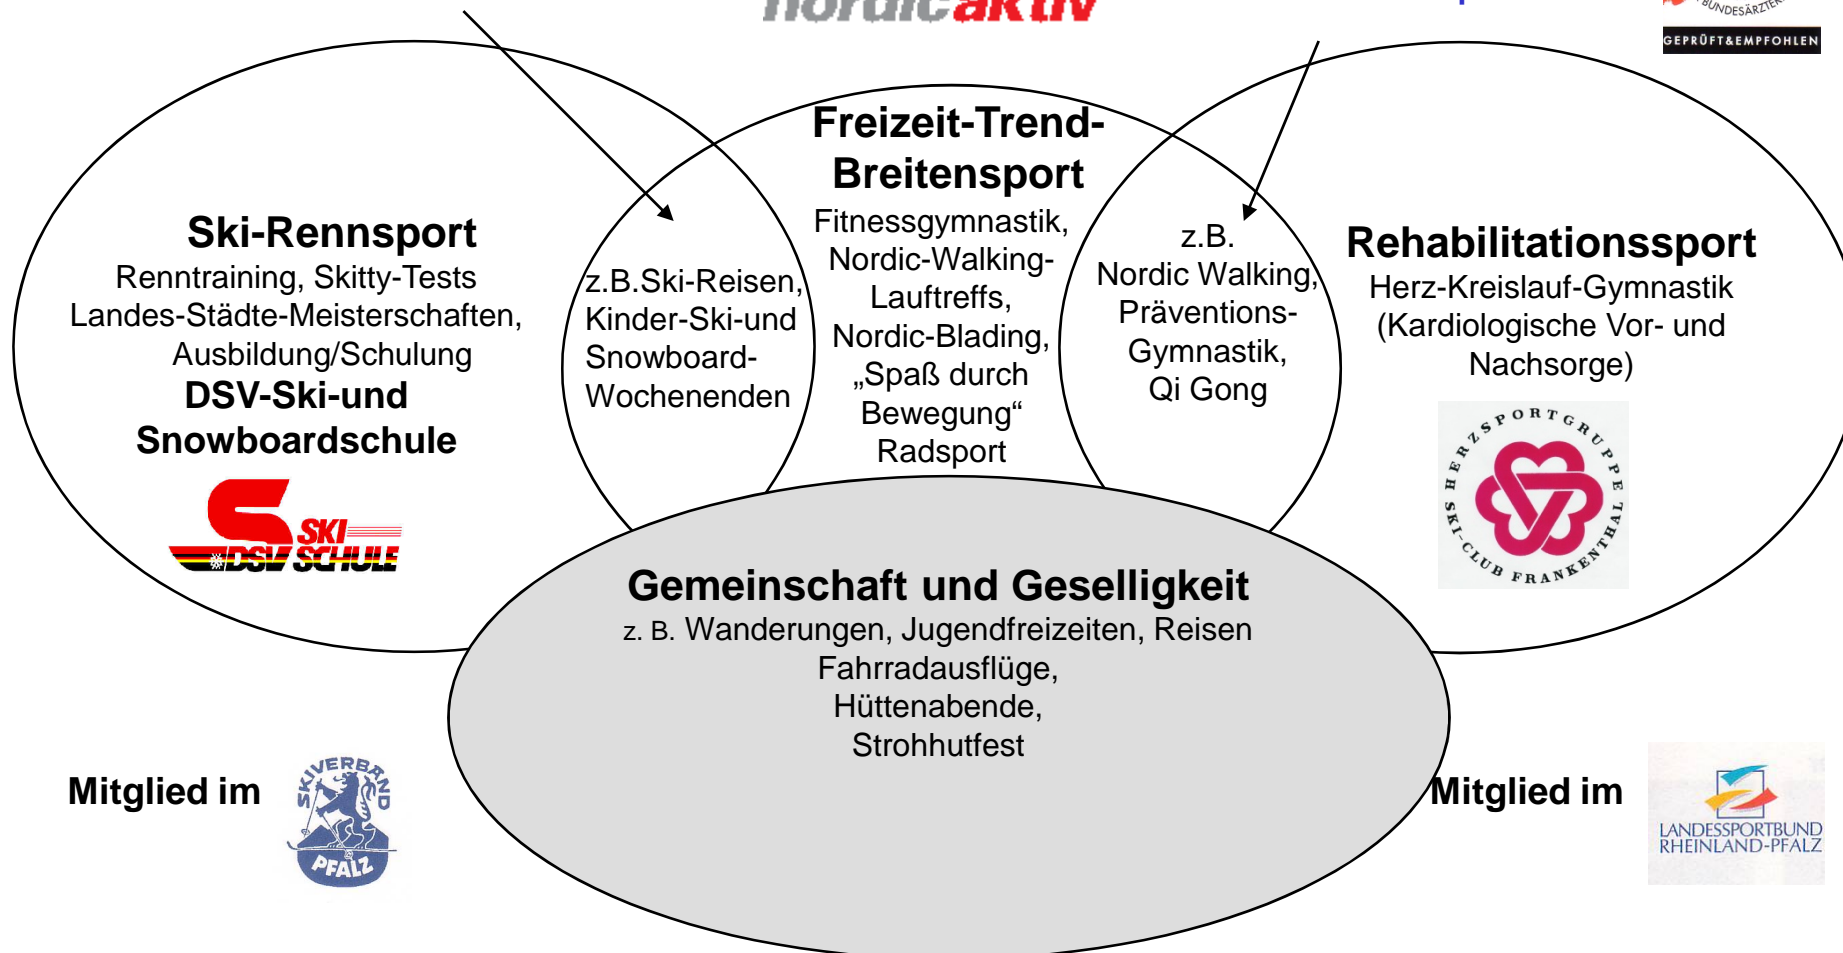 nordicaktiv
BUNDESÄRZTEK
GEPRÜFT&EMPFOHLEN
Freizeit-Trend-
Breitensport
Fitnessgymnastik,
Nordic-Walking-
Lauftreffs,
Nordic-Blading,
„Spaß durch
Bewegung“
Radsport
Ski-Rennsport
Renntraining, Skitty-Tests
Landes-Städte-Meisterschaften,
Ausbildung/Schulung
DSV-Ski-und
Snowboardschule
SKI
DSV SCHULE
z.B.Ski-Reisen,
Kinder-Ski-und
Snowboard-
Wochenenden
z.B.
Nordic Walking,
Präventions-
Gymnastik,
Qi Gong
Rehabilitationssport
Herz-Kreislauf-Gymnastik
(Kardiologische Vor- und
Nachsorge)
SKS HERZSPORTGRUPPE
SKI-CLUB FRANKENTHAL
Gemeinschaft und Geselligkeit
z. B. Wanderungen, Jugendfreizeiten, Reisen
Fahrradausflüge,
Hüttenabende,
Strohhutfest
Mitglied im
SKIVERBAND
PFALZ
Mitglied im
LANDESSPORTBUND
RHEINLAND-PFALZ